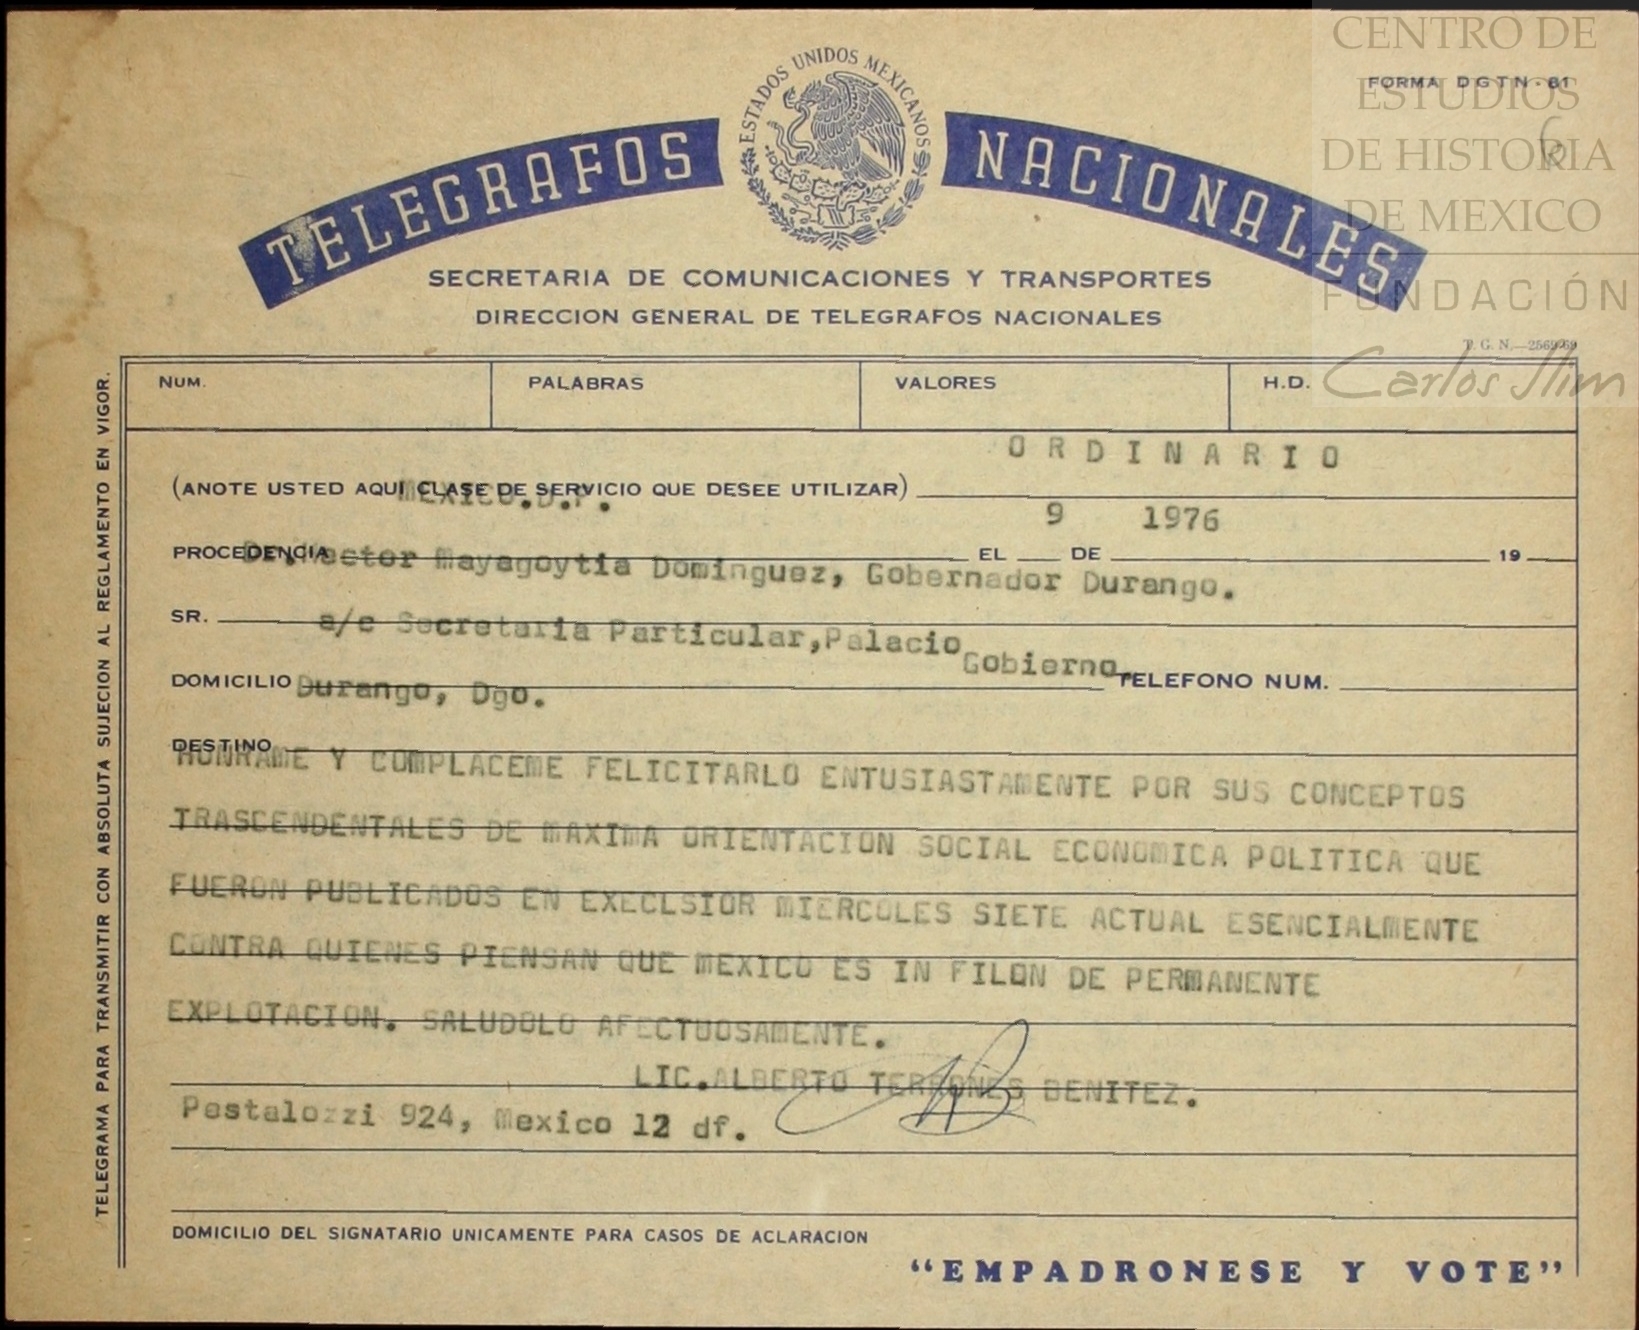 CENTRO DE
ESTUDIOS
DE HISTORIA
DE MEXICO
FUNDACIÓN
Carlos Slim
FORMA DGTN-61
6
ESTADOS UNIDOS MEXICANOS
TELEGRAFOS NACIONALES
SECRETARIA DE COMUNICACIONES Y TRANSPORTES
DIRECCION GENERAL DE TELEGRAFOS NACIONALES
T. G. N.—2569-69
NUM. PALABRAS VALORES H.D.
ORDINARIO
(ANOTE USTED AQUI CLASE DE SERVICIO QUE DESEE UTILIZAR)
MEXICO.D.F.
9 1976
PROCEDENCIA EL DE 19
Dr.Hector Mayagoytia Dominguez, Gobernador Durango.
SR.
a/c Secretaria Particular,Palacio Gobierno.
DOMICILIO TELEFONO NUM.
Durango, Dgo.
DESTINO
HONRAME Y COMPLACEME FELICITARLO ENTUSIASTAMENTE POR SUS CONCEPTOS
TRASCENDENTALES DE MAXIMA ORIENTACION SOCIAL ECONOMICA POLITICA QUE
FUERON PUBLICADOS EN EXECLSIOR MIERCOLES SIETE ACTUAL ESENCIALMENTE
CONTRA QUIENES PIENSAN QUE MEXICO ES IN FILON DE PERMANENTE
EXPLOTACION. SALUDOLO AFECTUOSAMENTE.
LIC.ALBERTO TERRONES BENITEZ.
Pestalozzi 924, Mexico 12 df.
DOMICILIO DEL SIGNATARIO UNICAMENTE PARA CASOS DE ACLARACION
"EMPADRONESE Y VOTE"
TELEGRAMA PARA TRANSMITIR CON ABSOLUTA SUJECION AL REGLAMENTO EN VIGOR.